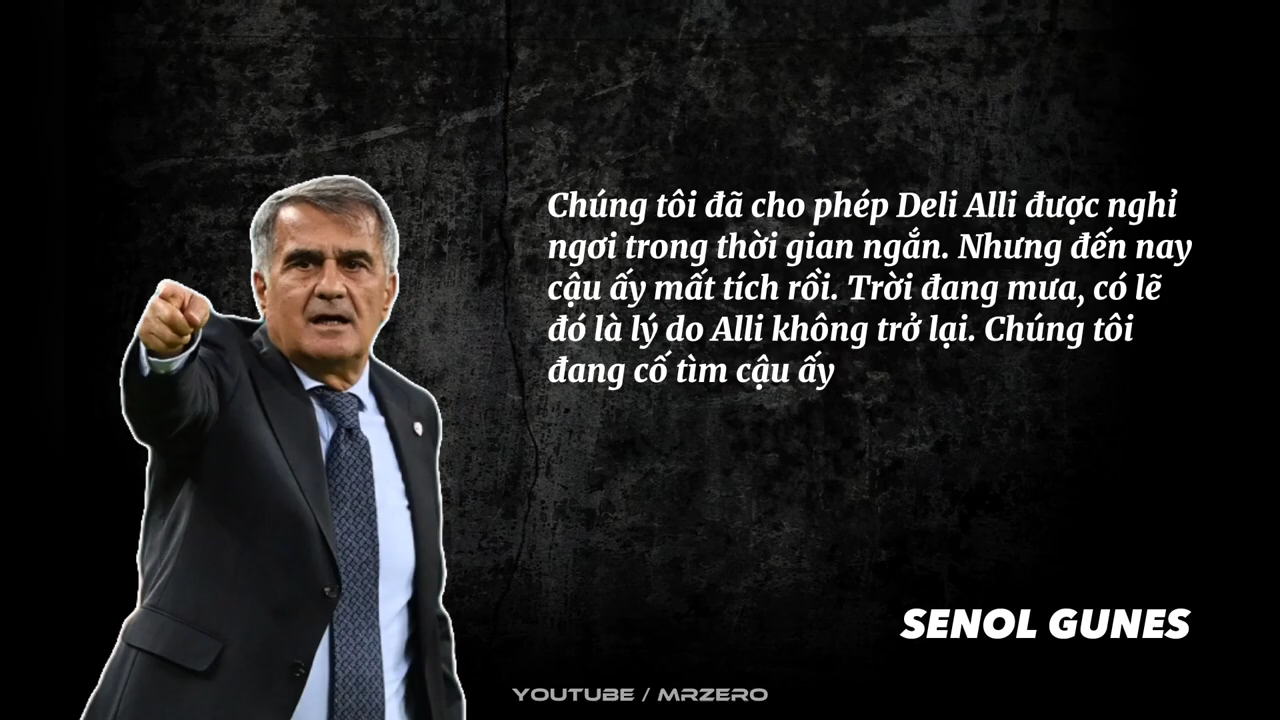 Chúng tôi đã cho phép Deli Alli được nghỉ
ngơi trong thời gian ngắn. Nhưng đến nay
cậu ấy mất tích rồi. Trời đang mưa, có lẽ
đó là lý do Alli không trở lại. Chúng tôi
đang cố tìm cậu ấy
SENOL GUNES
YOUTUBE / MRZERO